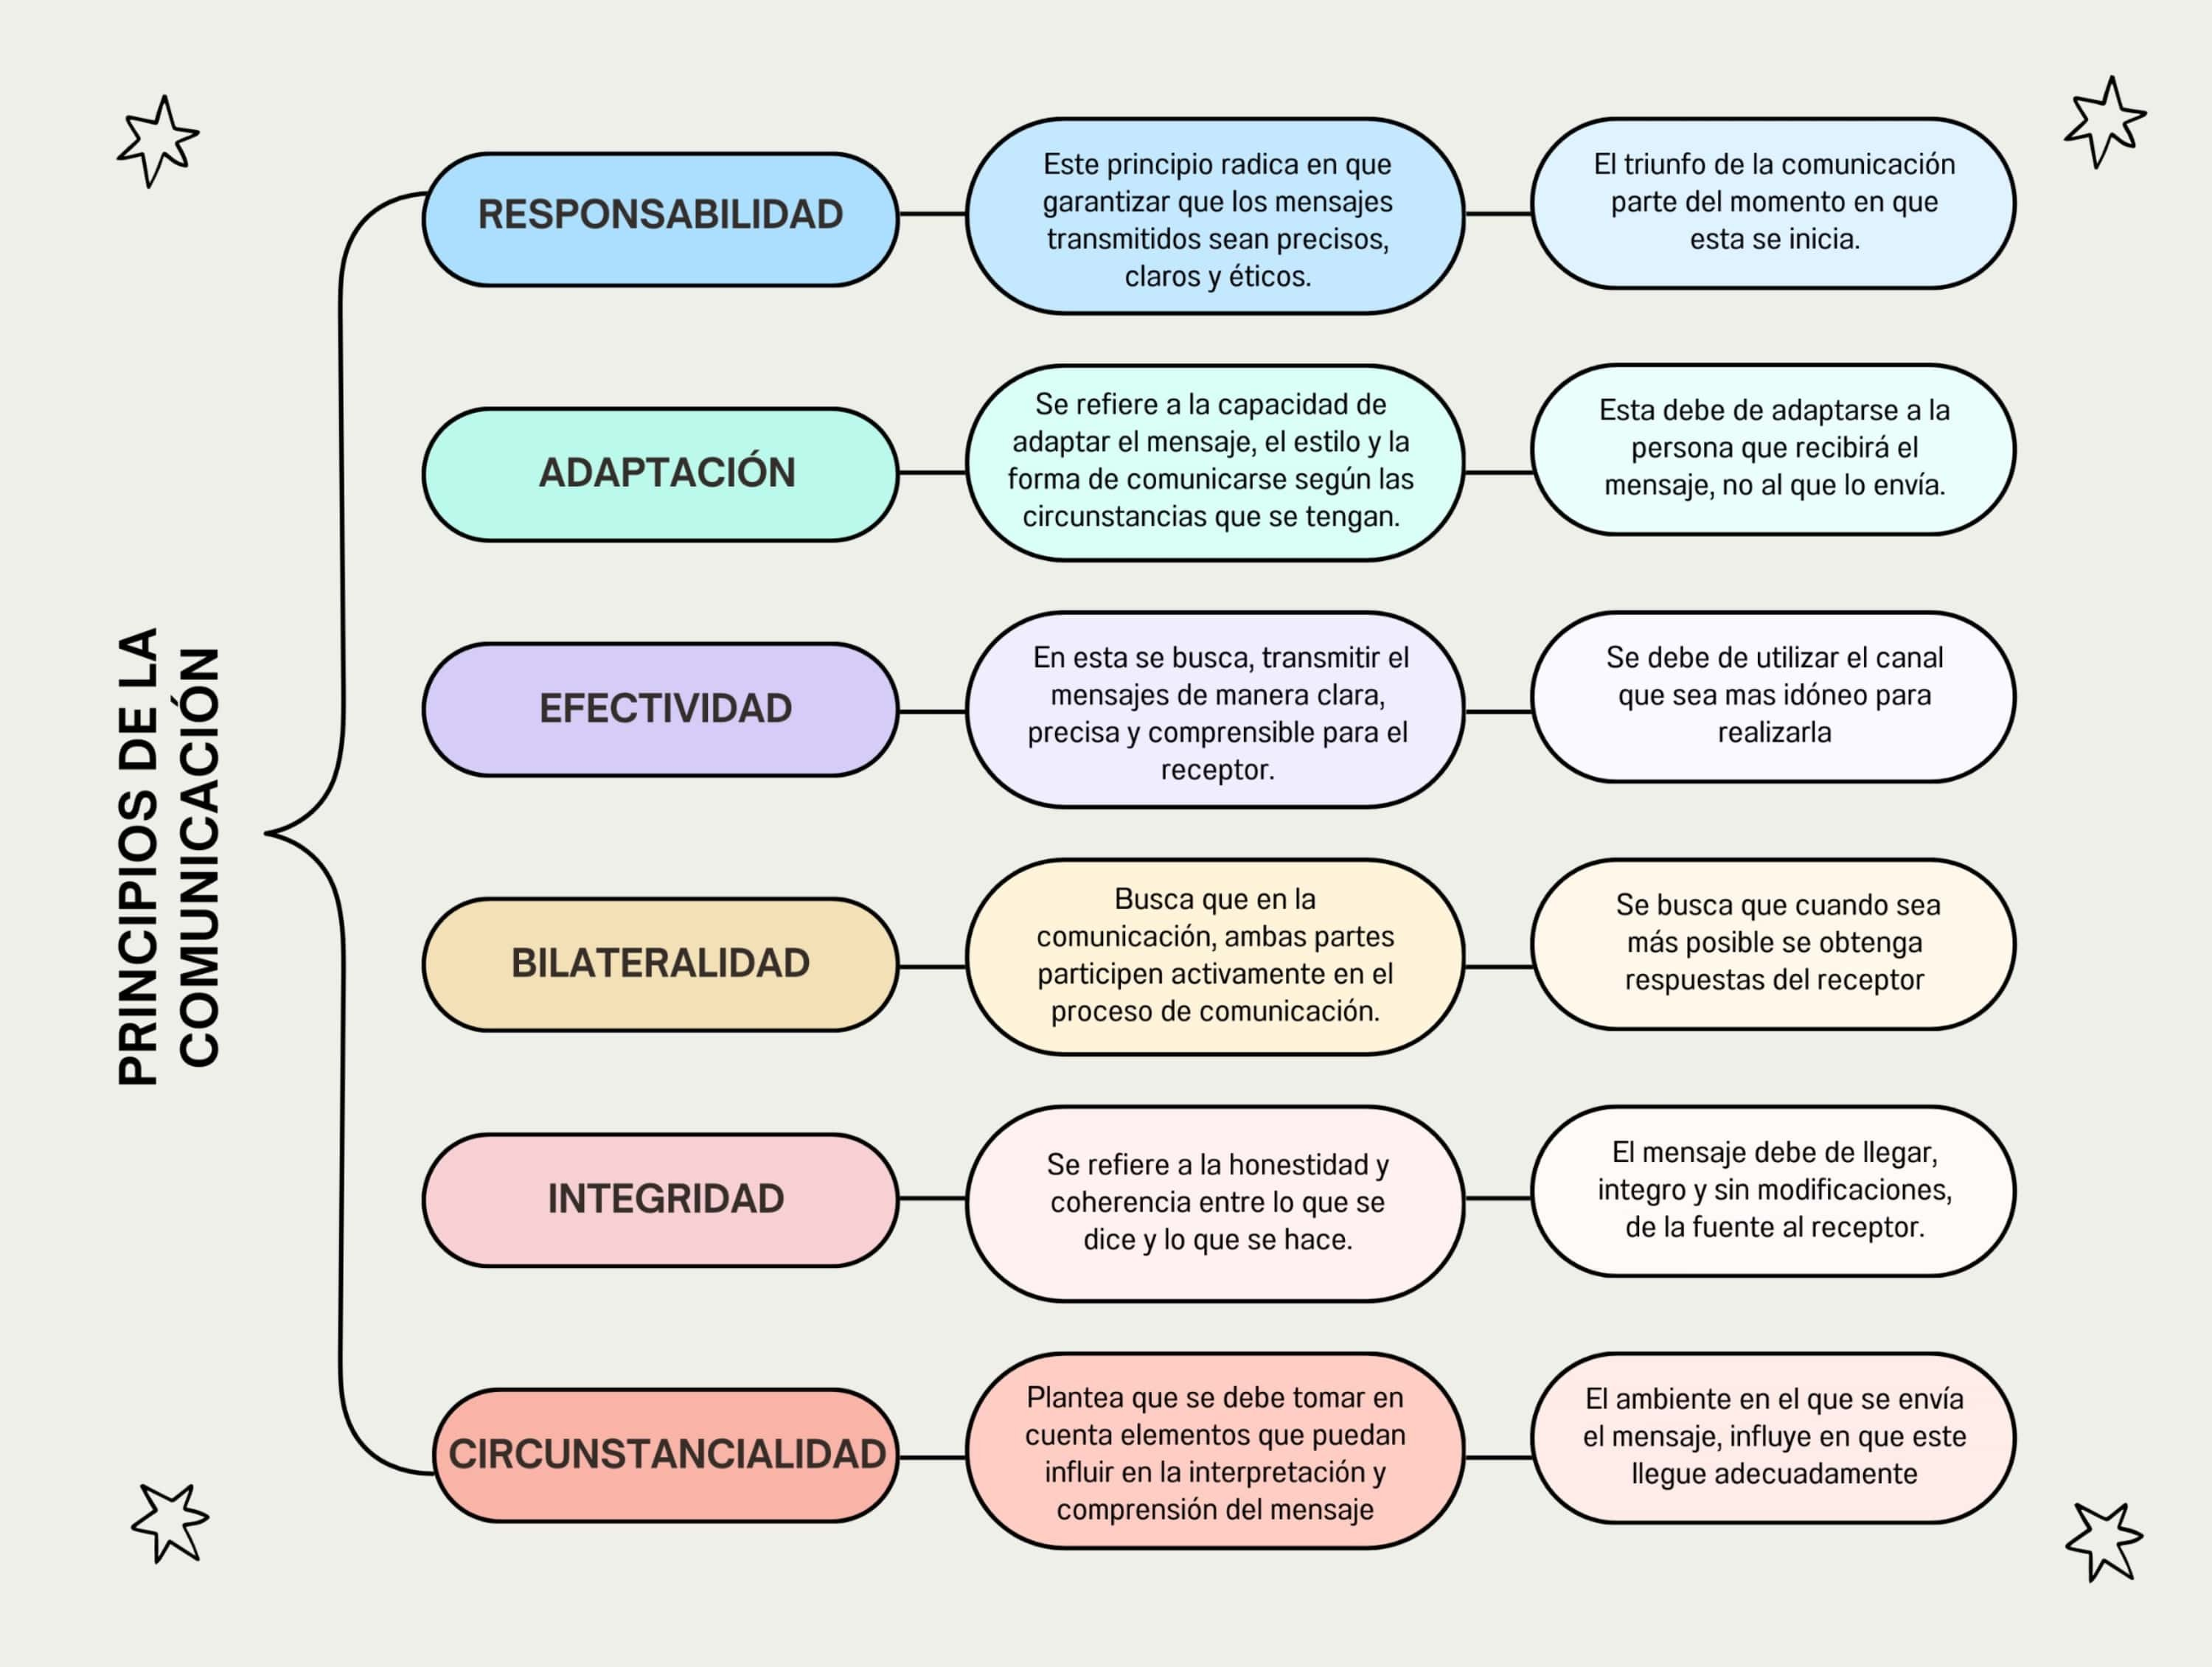 PRINCIPIOS DE LA
COMUNICACIÓN
RESPONSABILIDAD
Este principio radica en que
garantizar que los mensajes
transmitidos sean precisos,
claros y éticos.
El triunfo de la comunicación
parte del momento en que
esta se inicia.
ADAPTACIÓN
Se refiere a la capacidad de
adaptar el mensaje, el estilo y la
forma de comunicarse según las
circunstancias que se tengan.
Esta debe de adaptarse a la
persona que recibirá el
mensaje, no al que lo envía.
EFECTIVIDAD
En esta se busca, transmitir el
mensajes de manera clara,
precisa y comprensible para el
receptor.
Se debe de utilizar el canal
que sea mas idóneo para
realizarla
BILATERALIDAD
Busca que en la
comunicación, ambas partes
participen activamente en el
proceso de comunicación.
Se busca que cuando sea
más posible se obtenga
respuestas del receptor
INTEGRIDAD
Se refiere a la honestidad y
coherencia entre lo que se
dice y lo que se hace.
El mensaje debe de llegar,
integro y sin modificaciones,
de la fuente al receptor.
CIRCUNSTANCIALIDAD
Plantea que se debe tomar en
cuenta elementos que puedan
influir en la interpretación y
comprensión del mensaje
El ambiente en el que se envía
el mensaje, influye en que este
llegue adecuadamente